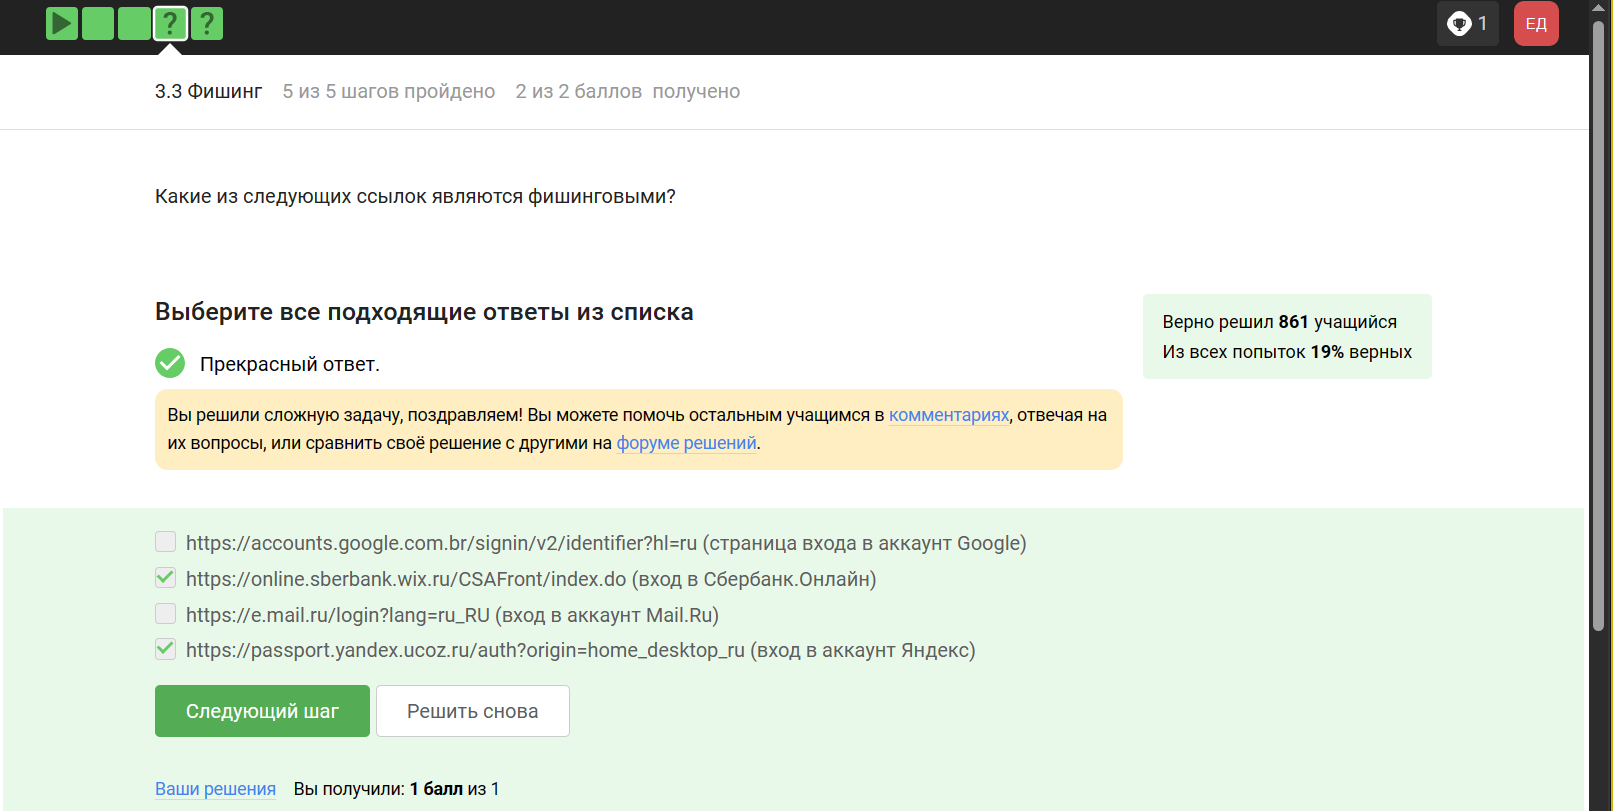 ? ?
1
ЕД
3.3 Фишинг 5 из 5 шагов пройдено 2 из 2 баллов получено
Какие из следующих ссылок являются фишинговыми?
Выберите все подходящие ответы из списка
Верно решил 861 учащийся
Из всех попыток 19% верных
Прекрасный ответ.
Вы решили сложную задачу, поздравляем! Вы можете помочь остальным учащимся в комментариях, отвечая на
их вопросы, или сравнить своё решение с другими на форуме решений.
https://accounts.google.com.br/signin/v2/identifier?hl=ru (страница входа в аккаунт Google)
https://online.sberbank.wix.ru/CSAFront/index.do (вход в Сбербанк.Онлайн)
https://e.mail.ru/login?lang=ru_RU (вход в аккаунт Mail.Ru)
https://passport.yandex.ucoz.ru/auth?origin=home_desktop_ru (вход в аккаунт Яндекс)
Следующий шаг Решить снова
Ваши решения Вы получили: 1 балл из 1